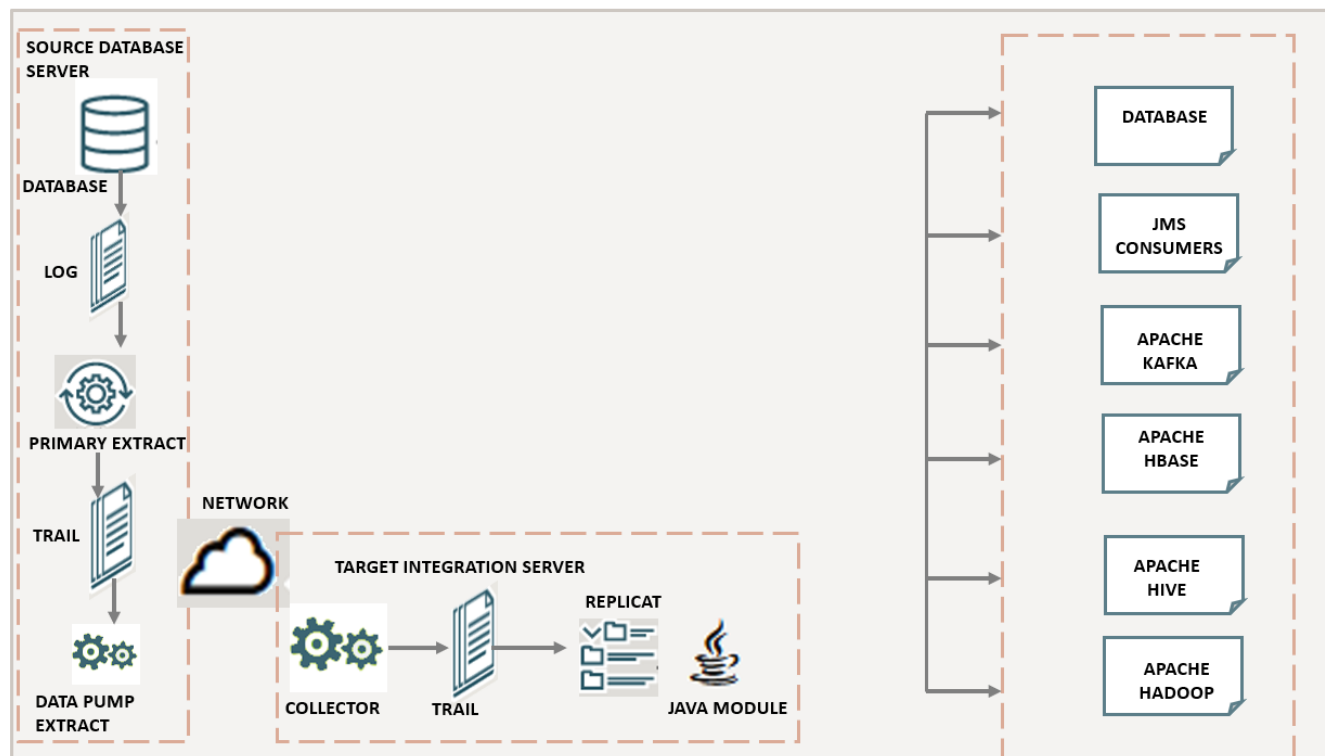 SOURCE DATABASE
SERVER
DATABASE
LOG
PRIMARY EXTRACT
TRAIL
DATA PUMP
EXTRACT
NETWORK
TARGET INTEGRATION SERVER
COLLECTOR
TRAIL
REPLICAT
JAVA MODULE
DATABASE
JMS
CONSUMERS
APACHE
KAFKA
APACHE
HBASE
APACHE
HIVE
APACHE
HADOOP